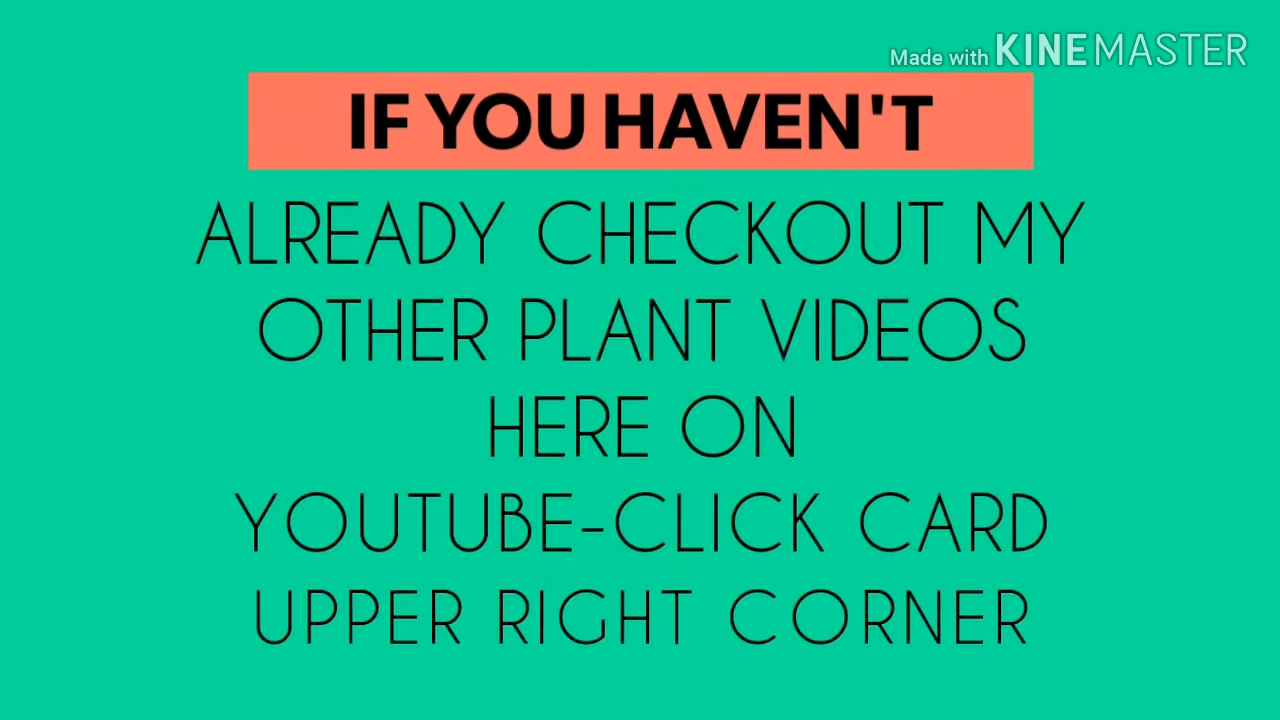 Made with KINEMASTER
IF YOU HAVEN'T
ALREADY CHECKOUT MY
OTHER PLANT VIDEOS
HERE ON
YOUTUBE-CLICK CARD
UPPER RIGHT CORNER